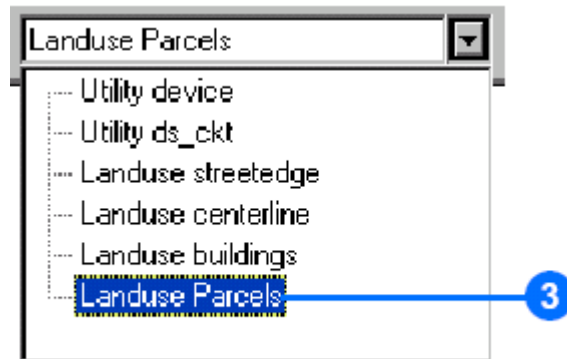 Landuse Parcels
Utility device
Utility ds_ckt
Landuse streetedge
Landuse centerline
Landuse buildings
Landuse Parcels 3